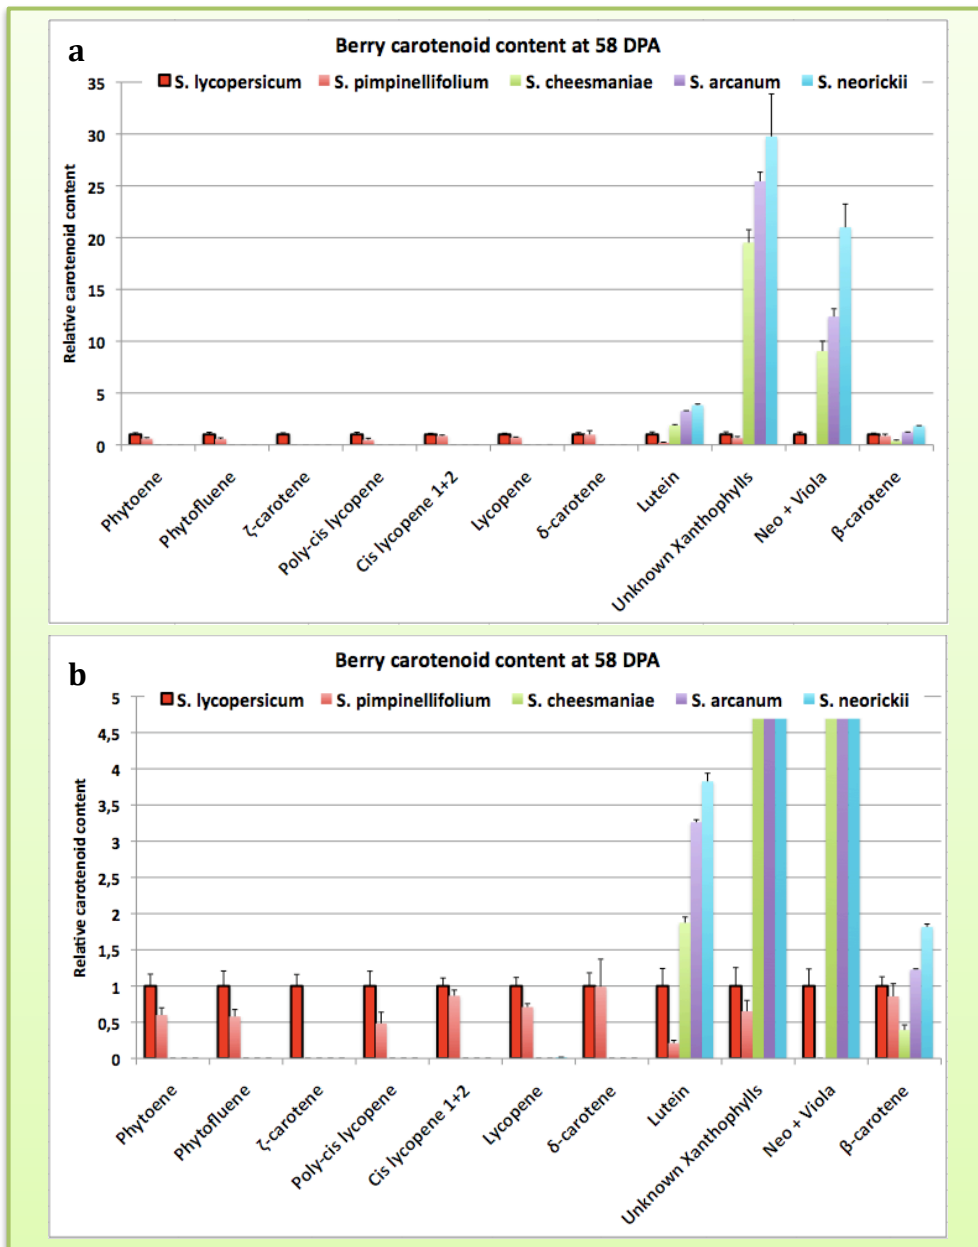 a
Berry carotenoid content at 58 DPA
S. lycopersicum S. pimpinellifolium S. cheesmaniae S. arcanum S. neorickii
Relative carotenoid content
35
30
25
20
15
10
5
0
Phytoene
Phytofluene
ζ-carotene
Poly-cis lycopene
Cis lycopene 1+2
Lycopene
δ-carotene
Lutein
Unknown Xanthophylls
Neo + Viola
β-carotene
b
Berry carotenoid content at 58 DPA
S. lycopersicum S. pimpinellifolium S. cheesmaniae S. arcanum S. neorickii
Relative carotenoid content
5
4,5
4
3,5
3
2,5
2
1,5
1
0,5
0
Phytoene
Phytofluene
ζ-carotene
Poly-cis lycopene
Cis lycopene 1+2
Lycopene
δ-carotene
Lutein
Unknown Xanthophylls
Neo + Viola
β-carotene